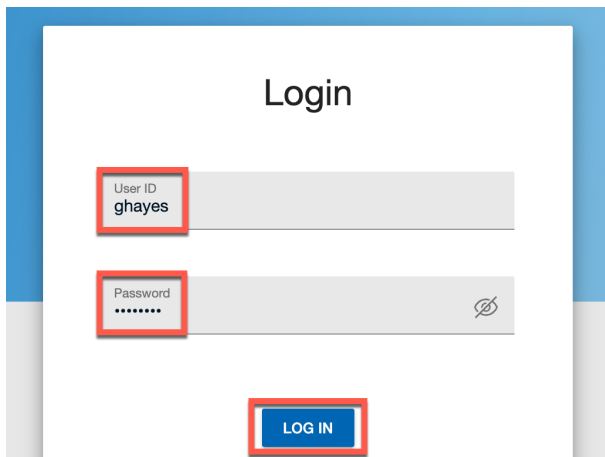 Login
User ID
ghayes
Password
••••••••
LOG IN